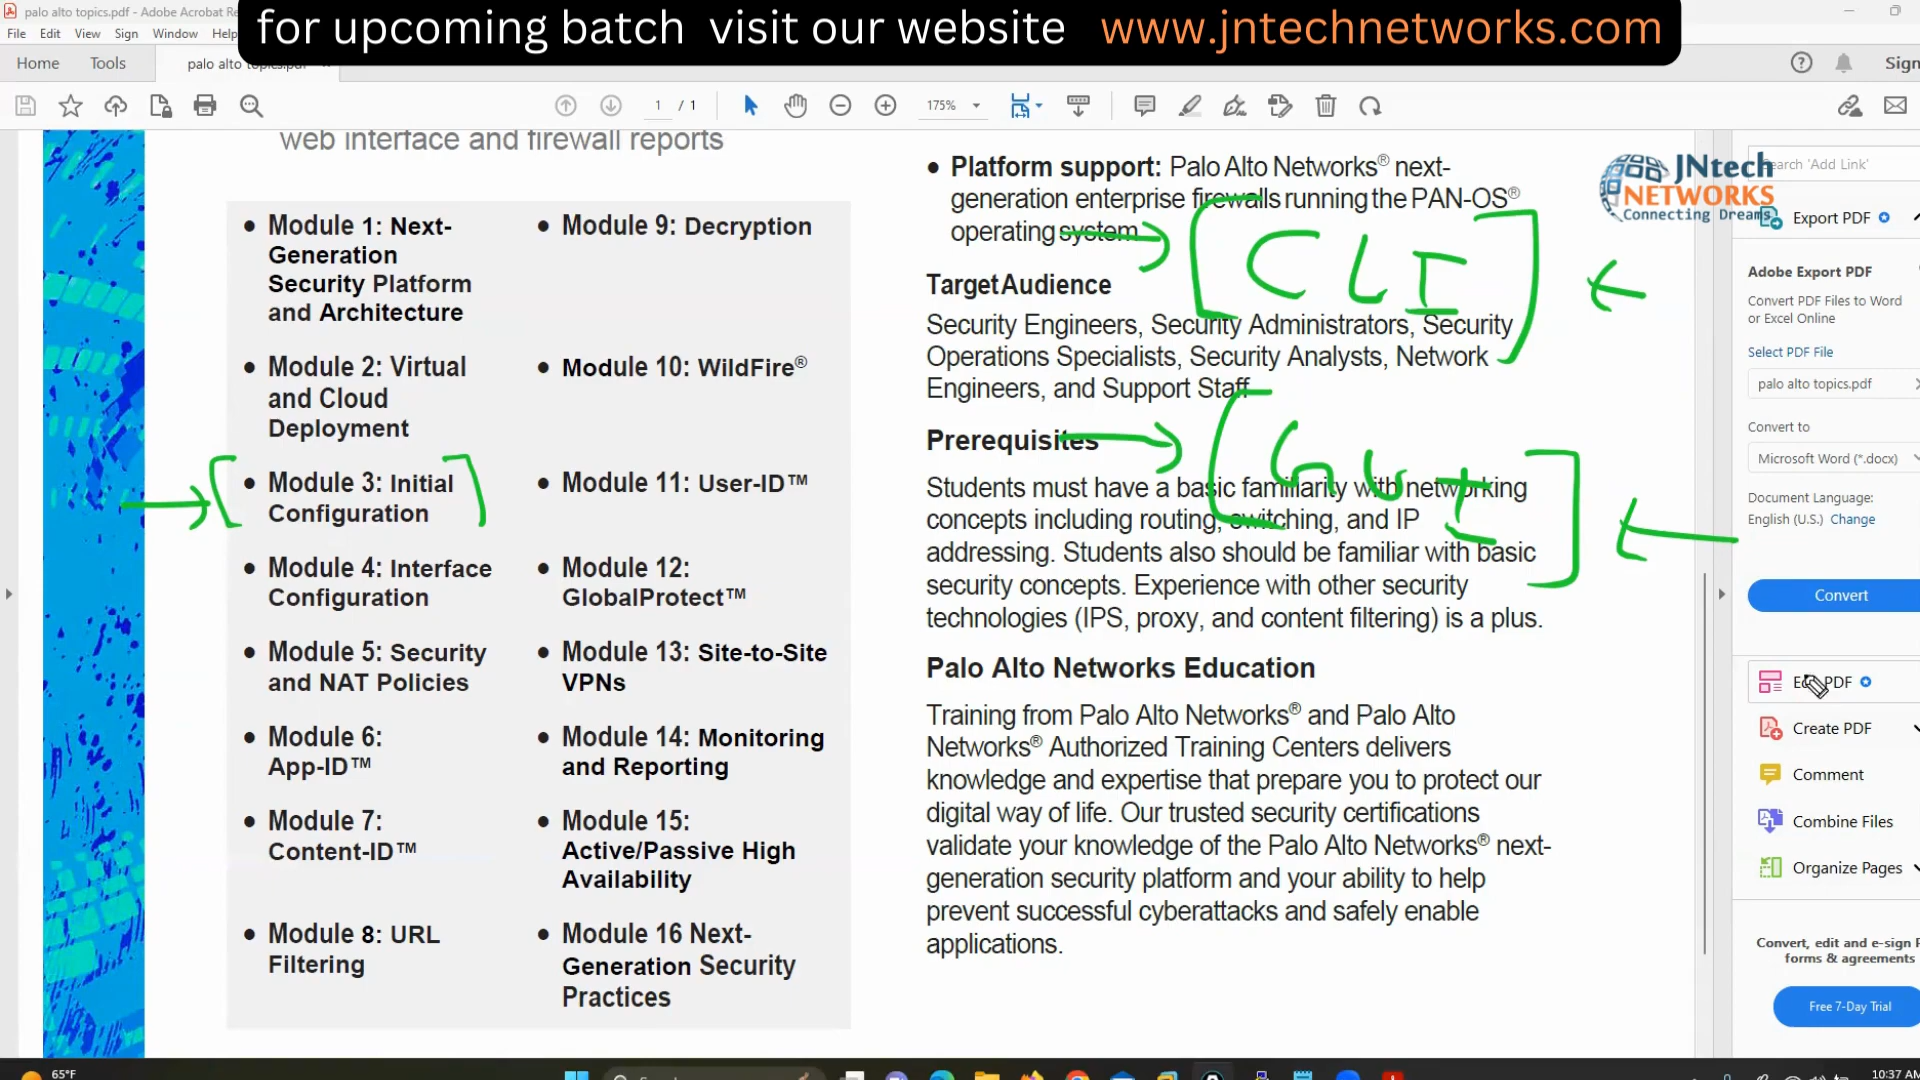 palo alto topics.pdf - Adobe Acrobat Re
for upcoming batch visit our website www.jntechnetworks.com
File Edit View Sign Window Help
Home Tools palo alto topics.pdf Sign
1 / 1 175%
web interface and firewall reports
Module 1: Next-
Generation
Security Platform
and Architecture
Module 2: Virtual
and Cloud
Deployment
Module 3: Initial
Configuration
Module 4: Interface
Configuration
Module 5: Security
and NAT Policies
Module 6:
App-ID™
Module 7:
Content-ID™
Module 8: URL
Filtering
Module 9: Decryption
Module 10: WildFire®
Module 11: User-ID™
Module 12:
GlobalProtect™
Module 13: Site-to-Site
VPNs
Module 14: Monitoring
and Reporting
Module 15:
Active/Passive High
Availability
Module 16 Next-
Generation Security
Practices
Platform support: Palo Alto Networks® next-
generation enterprise firewalls running the PAN-OS®
operating system
CLI
Target Audience
Security Engineers, Security Administrators, Security
Operations Specialists, Security Analysts, Network
Engineers, and Support Staff
GUI
Prerequisites
Students must have a basic familiarity with networking
concepts including routing, switching, and IP
addressing. Students also should be familiar with basic
security concepts. Experience with other security
technologies (IPS, proxy, and content filtering) is a plus.
Palo Alto Networks Education
Training from Palo Alto Networks® and Palo Alto
Networks® Authorized Training Centers delivers
knowledge and expertise that prepare you to protect our
digital way of life. Our trusted security certifications
validate your knowledge of the Palo Alto Networks® next-
generation security platform and your ability to help
prevent successful cyberattacks and safely enable
applications.
JNtech
NETWORKS
Connecting Dreams
Search 'Add Link'
Export PDF
Adobe Export PDF
Convert PDF Files to Word
or Excel Online
Select PDF File
palo alto topics.pdf
Convert to
Microsoft Word (*.docx)
Document Language:
English (U.S.) Change
Convert
Edit PDF
Create PDF
Comment
Combine Files
Organize Pages
Convert, edit and e-sign P
forms & agreements
Free 7-Day Trial
65°F
10:37 AM